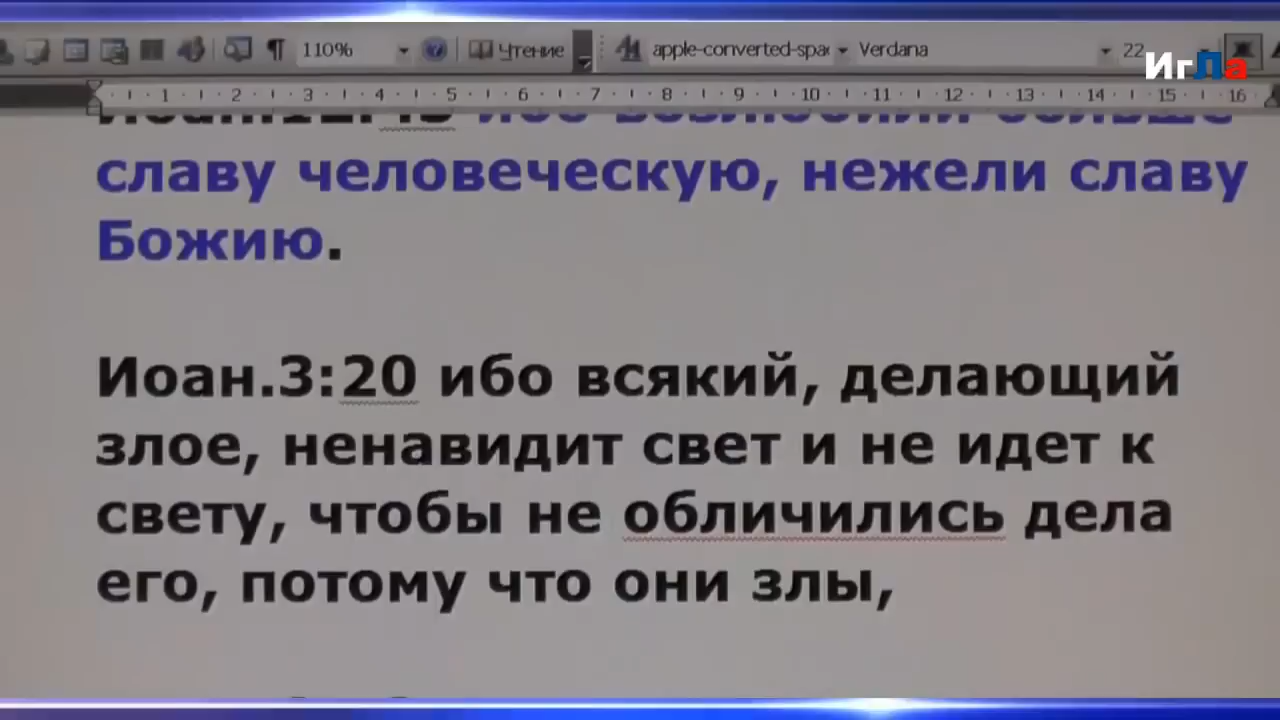 110% Чтение apple-converted-spa Verdana 22
ИгЛа
1 2 3 4 5 6 7 8 9 10 11 12 13 14 15 16
славу человеческую, нежели славу
Божию.
Иоан.3:20 ибо всякий, делающий
злое, ненавидит свет и не идет к
свету, чтобы не обличились дела
его, потому что они злы,